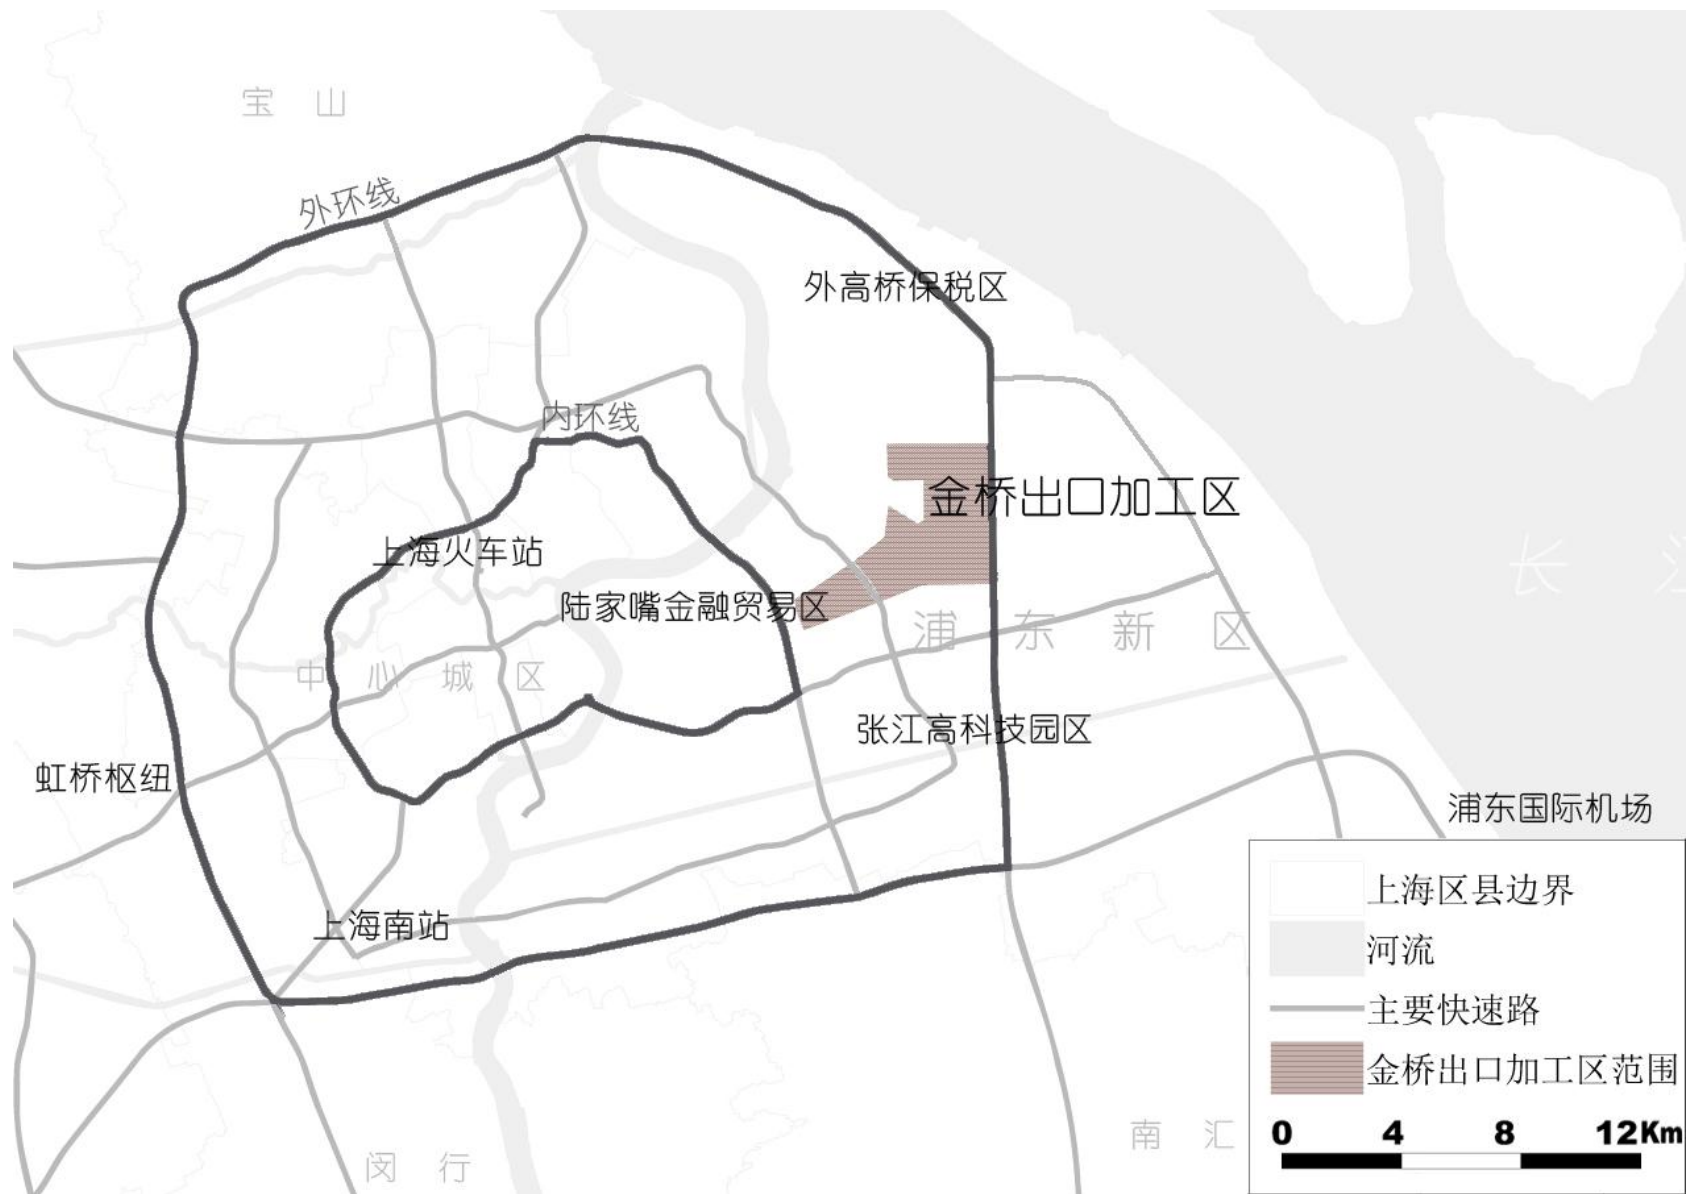 宝 山
外环线
外高桥保税区
内环线
金桥出口加工区
上海火车站
长 江
陆家嘴金融贸易区
浦 东 新 区
中 心 城 区
张江高科技园区
虹桥枢纽
浦东国际机场
上海区县边界
上海南站
河流
主要快速路
金桥出口加工区范围
南 汇
0 4 8 12Km
闵 行